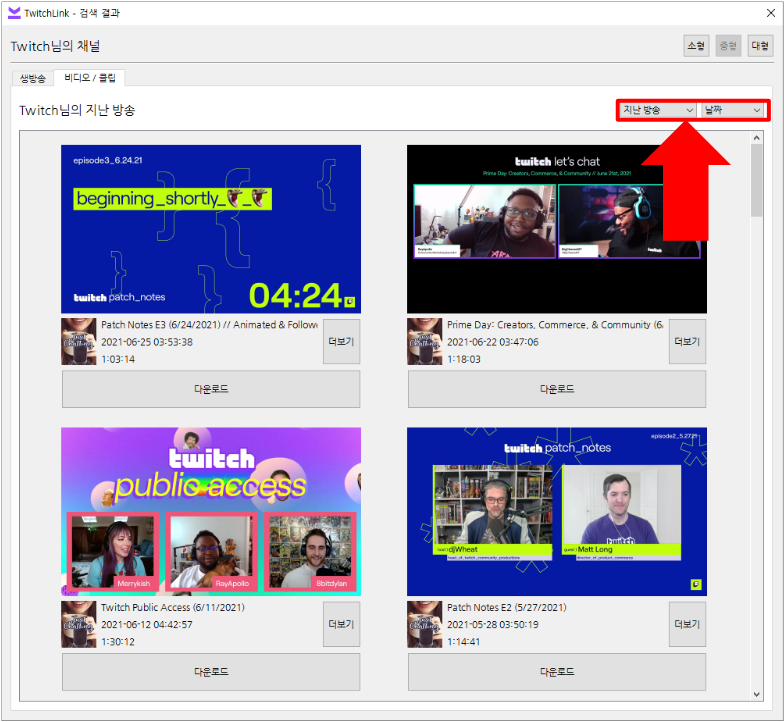 TwitchLink - 검색 결과
Twitch님의 채널
소형 중형 대형
생방송 비디오 / 클립
Twitch님의 지난 방송
지난 방송 날짜
episode3_6.24.21
beginning_shortly_
twitch patch_notes
04:24
Patch Notes E3 (6/24/2021) // Animated & Followe
2021-06-25 03:53:38
1:03:14
더보기
다운로드
twitch let's chat
Prime Day: Creators, Commerce, & Community // June 21st, 2021
Prime Day: Creators, Commerce, & Community (6/
2021-06-22 03:47:06
1:18:03
더보기
다운로드
twitch
public access
Merrykish
RayApollo
8bitdylan
Twitch Public Access (6/11/2021)
2021-06-12 04:42:57
1:30:12
더보기
다운로드
episode2_5.27.21
twitch patch_notes
host djWheat
head_of_twitch_community_productions
guest Matt Long
director_of_product_commerce
Patch Notes E2 (5/27/2021)
2021-05-28 03:50:19
1:14:41
더보기
다운로드